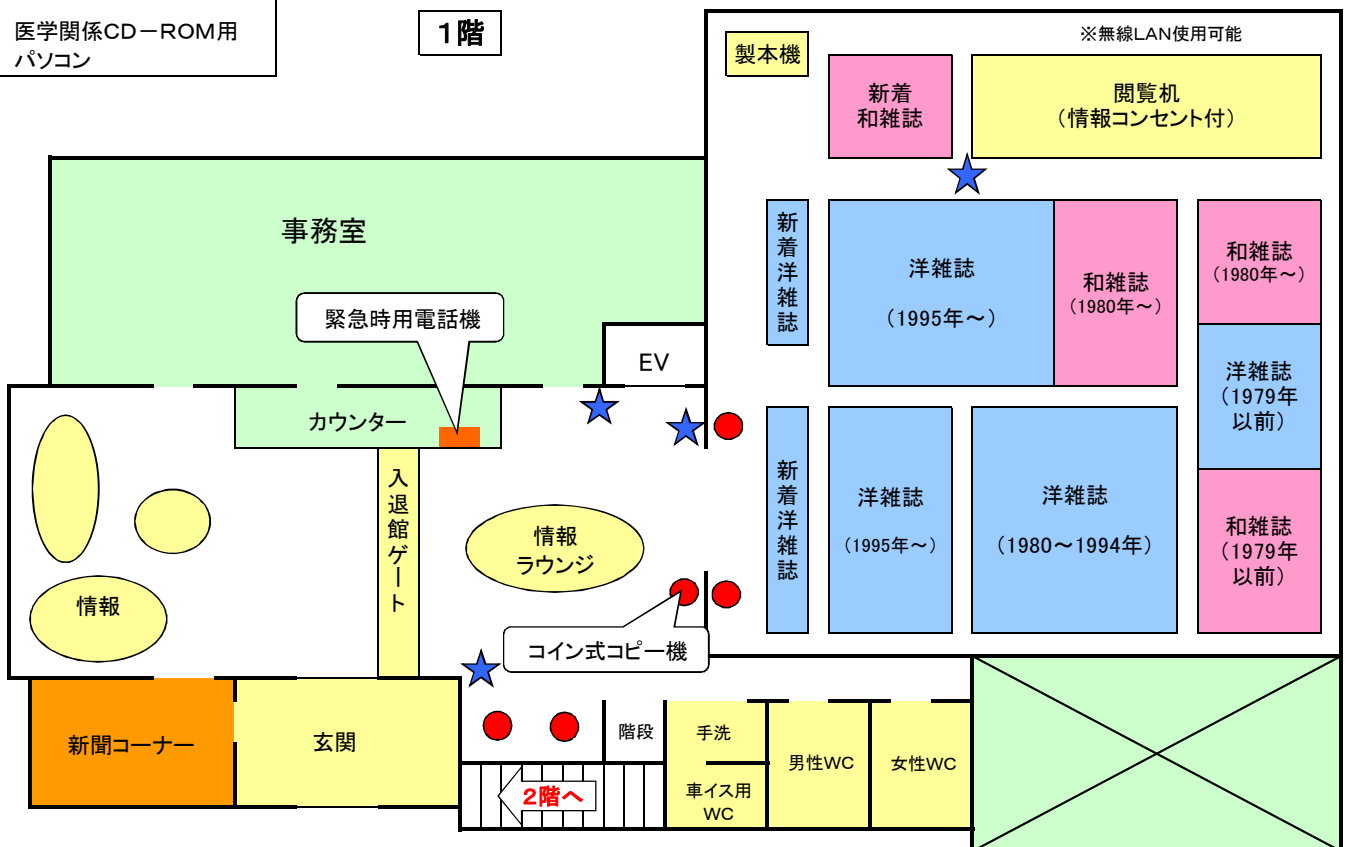 医学関係CD－ROM用
パソコン
1階
※無線LAN使用可能
製本機
新着
和雑誌
閲覧机
（情報コンセント付）
事務室
緊急時用電話機
EV
カウンター
新着洋雑誌
洋雑誌
（1995年～）
和雑誌
（1980年～）
和雑誌
（1980年～）
洋雑誌
（1979年
以前）
入退館ゲート
情報
ラウンジ
情報
新着洋雑誌
洋雑誌
（1995年～）
洋雑誌
（1980～1994年）
和雑誌
（1979年
以前）
コイン式コピー機
新聞コーナー
玄関
階段
手洗
男性WC
女性WC
車イス用
WC
2階へ